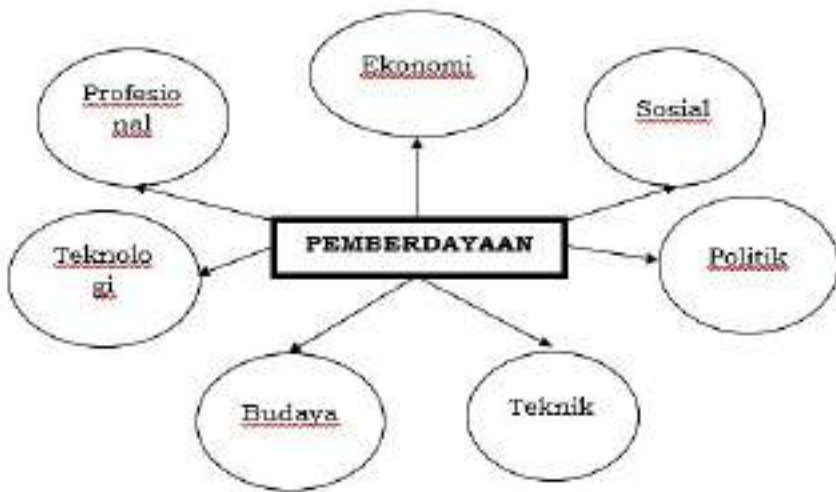 Ekonomi
Profesio
nal
Sosial
PEMBERDAYAAN
Teknolo
gi
Politik
Budaya
Teknik